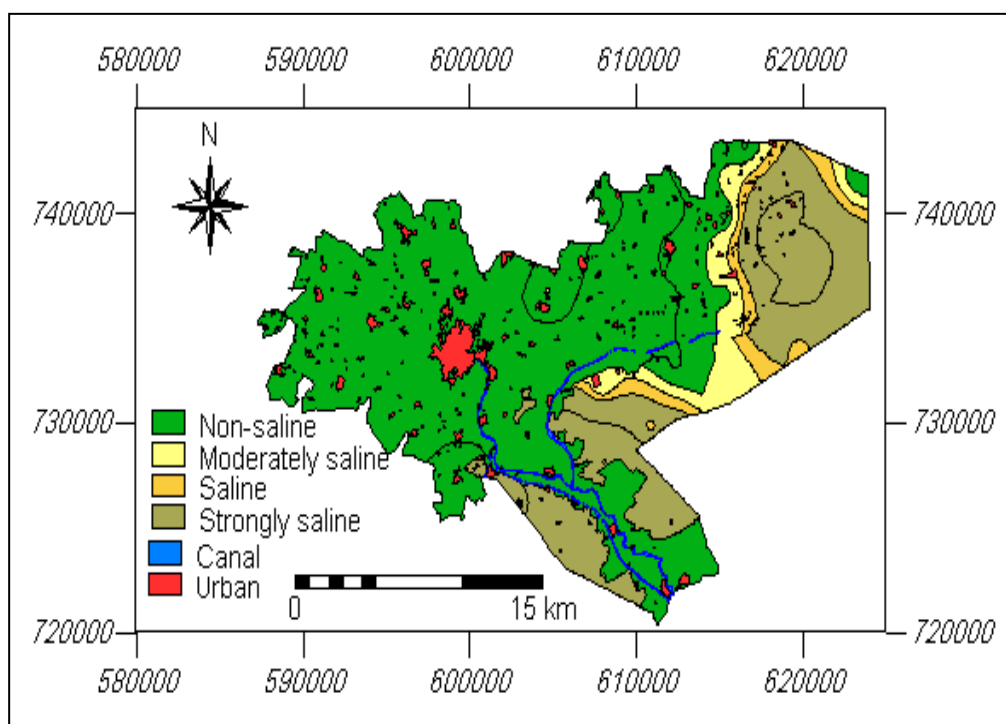 580000 590000 600000 610000 620000
N
740000 740000
730000 730000
Non-saline
Moderately saline
Saline
Strongly saline
Canal
Urban
0 15 km
720000 720000
580000 590000 600000 610000 620000